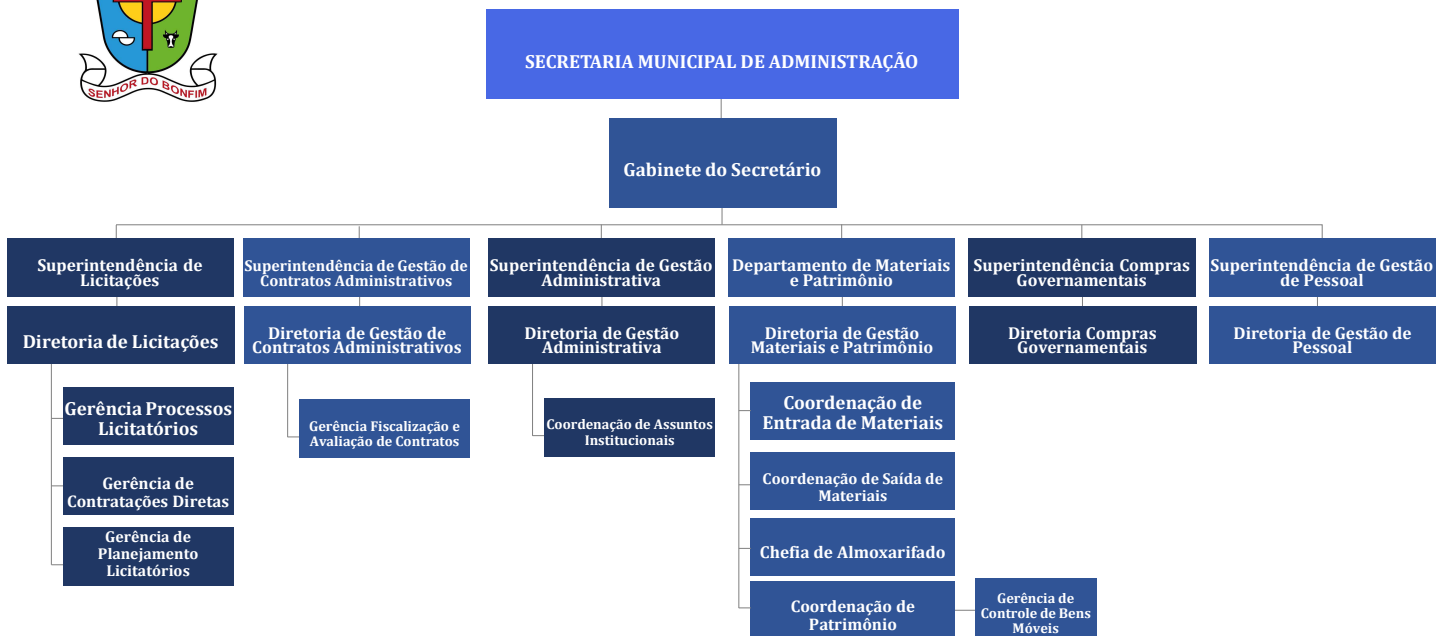 SENHOR DO BONFIM
SECRETARIA MUNICIPAL DE ADMINISTRAÇÃO
Gabinete do Secretário
Superintendência de
Licitações
Superintendência de Gestão de
Contratos Administrativos
Superintendência de Gestão
Administrativa
Departamento de Materiais
e Patrimônio
Superintendência Compras
Governamentais
Superintendência de Gestão
de Pessoal
Diretoria de Licitações
Diretoria de Gestão de
Contratos Administrativos
Diretoria de Gestão
Administrativa
Diretoria de Gestão
Materiais e Patrimônio
Diretoria Compras
Governamentais
Diretoria de Gestão de
Pessoal
Gerência Processos
Licitatórios
Gerência de
Contratações Diretas
Gerência de
Planejamento
Licitatórios
Gerência Fiscalização e
Avaliação de Contratos
Coordenação de Assuntos
Institucionais
Coordenação de
Entrada de Materiais
Coordenação de Saída de
Materiais
Chefia de Almoxarifado
Coordenação de
Patrimônio
Gerência de
Controle de Bens
Móveis